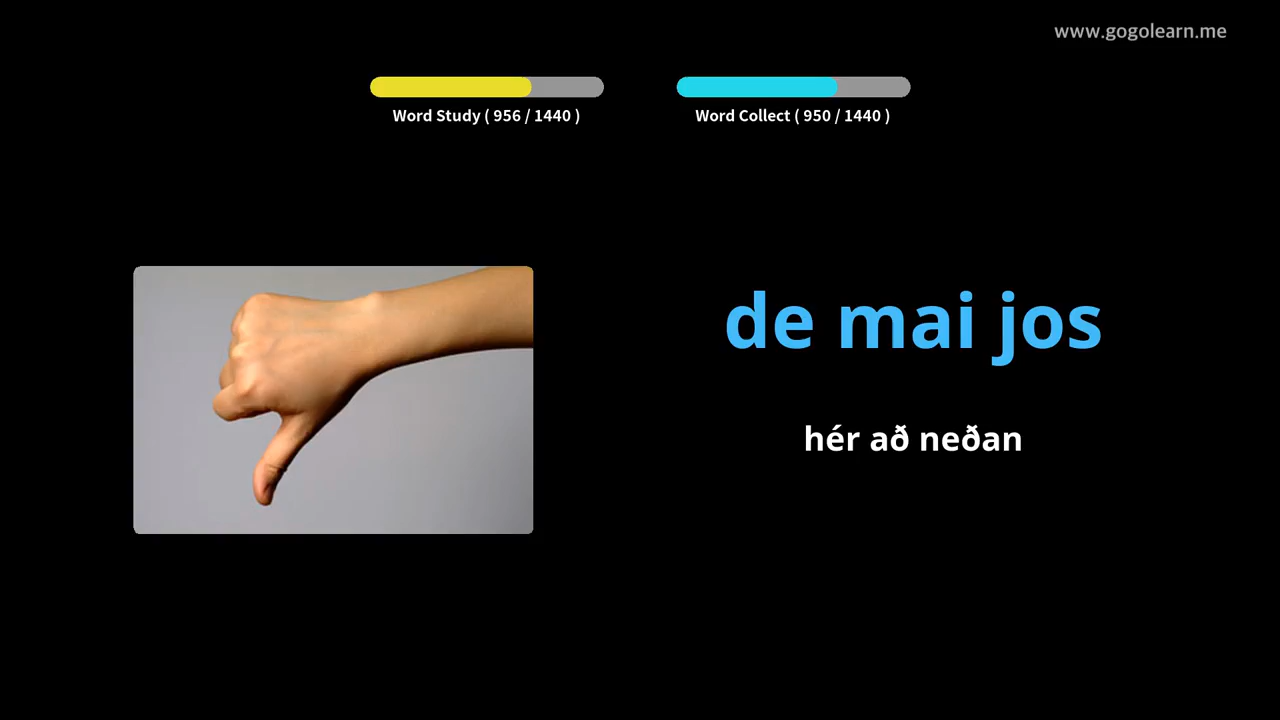 www.gogolearn.me
Word Study ( 956 / 1440 )
Word Collect ( 950 / 1440 )
de mai jos
hér að neðan